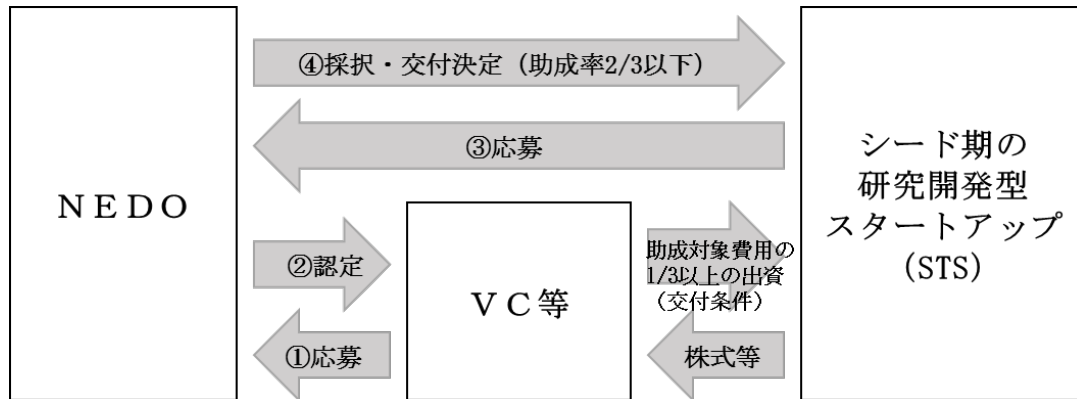 ④採択・交付決定（助成率2/3以下）
③応募
ＮＥＤＯ
シード期の
研究開発型
スタートアップ
（STS）
②認定
ＶＣ等
助成対象費用の
1/3以上の出資
（交付条件）
①応募
株式等